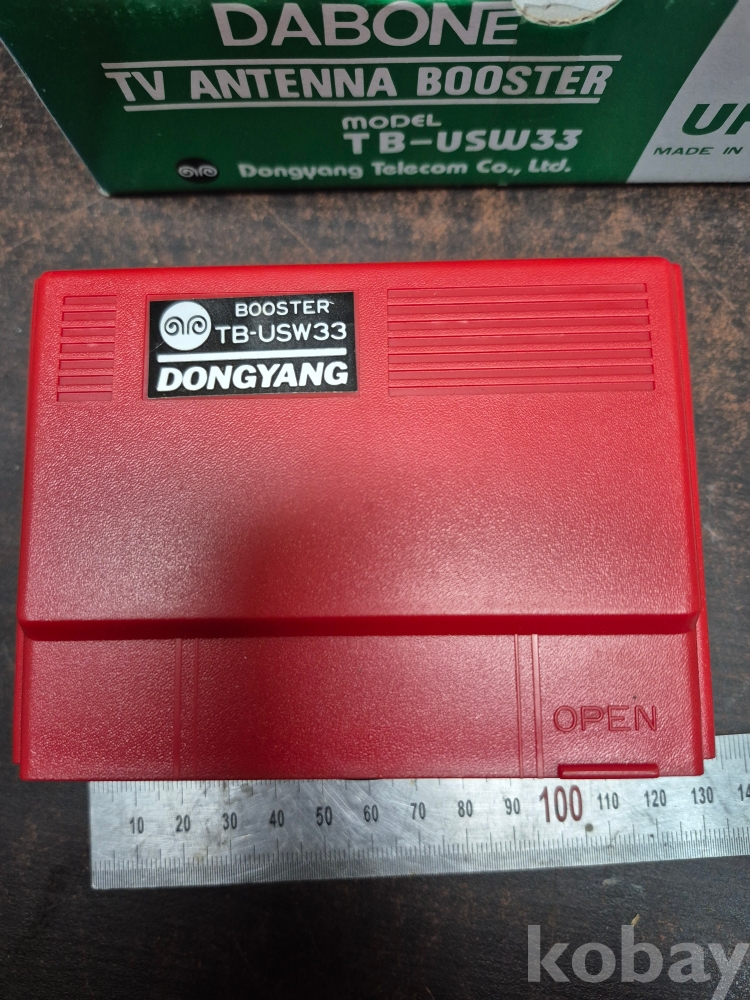 DABONE
TV ANTENNA BOOSTER
MODEL
TB-USW33
Dongyang Telecom Co., Ltd.
MADE IN
BOOSTER
TB-USW33
DONGYANG
OPEN
10 20 30 40 50 60 70 80 90 100 110 120 130
kobay